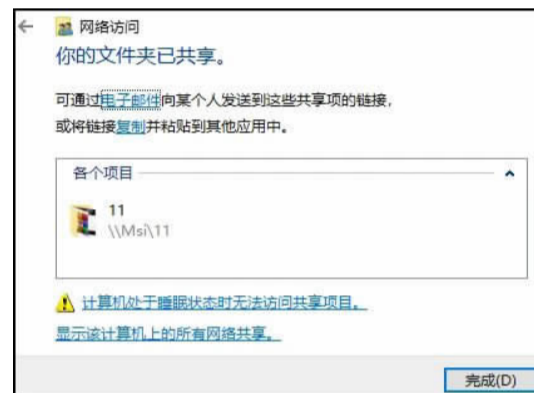 网络访问
你的文件夹已共享。
可通过电子邮件向某个人发送到这些共享项的链接，
或将链接复制并粘贴到其他应用中。
各个项目
11
\\Msi\11
计算机处于睡眠状态时无法访问共享项目。
显示该计算机上的所有网络共享。
完成(D)